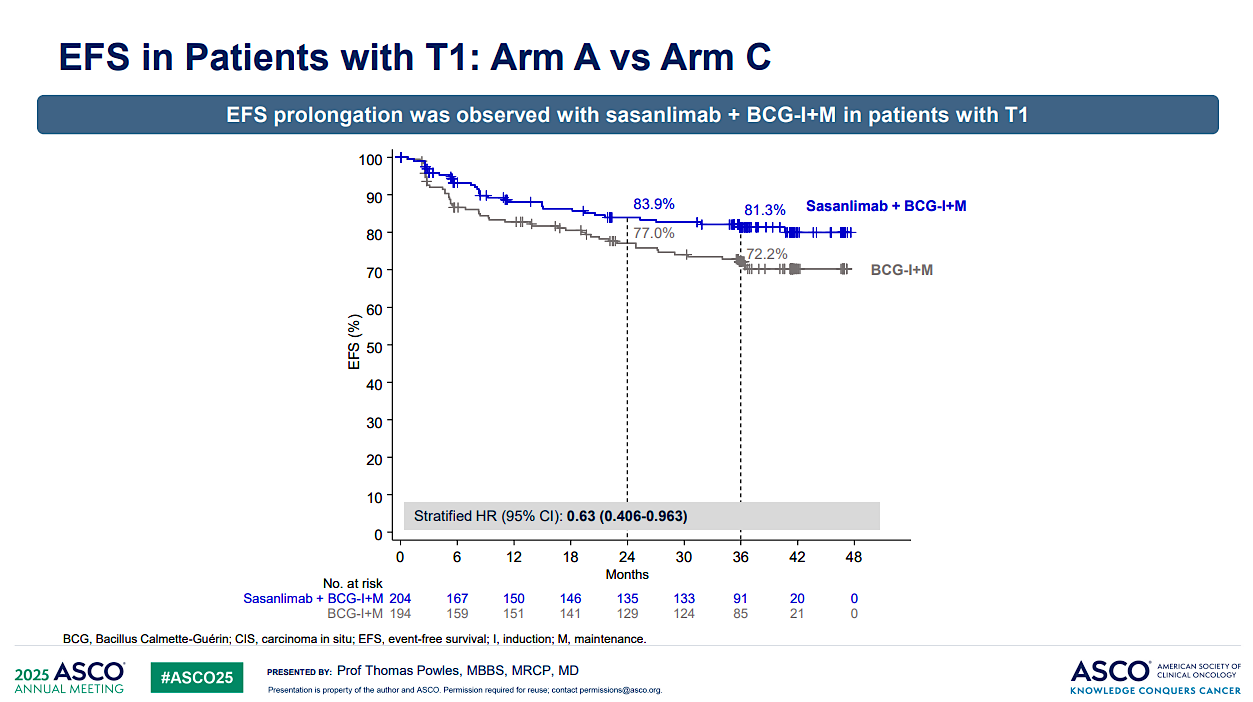 EFS in Patients with T1: Arm A vs Arm C
EFS prolongation was observed with sasanlimab + BCG-I+M in patients with T1
100
90
80
70
60
50
40
30
20
10
0
EFS (%)
83.9%
77.0%
81.3%
72.2%
Sasanlimab + BCG-I+M
BCG-I+M
Stratified HR (95% CI): 0.63 (0.406-0.963)
0 6 12 18 24 30 36 42 48
Months
No. at risk
Sasanlimab + BCG-I+M 204 167 150 146 135 133 91 20 0
BCG-I+M 194 159 151 141 129 124 85 21 0
BCG, Bacillus Calmette-Guérin; CIS, carcinoma in situ; EFS, event-free survival; I, induction; M, maintenance.
2025 ASCO
ANNUAL MEETING
#ASCO25
PRESENTED BY: Prof Thomas Powles, MBBS, MRCP, MD
Presentation is property of the author and ASCO. Permission required for reuse; contact permissions@asco.org.
ASCO AMERICAN SOCIETY OF
CLINICAL ONCOLOGY
KNOWLEDGE CONQUERS CANCER